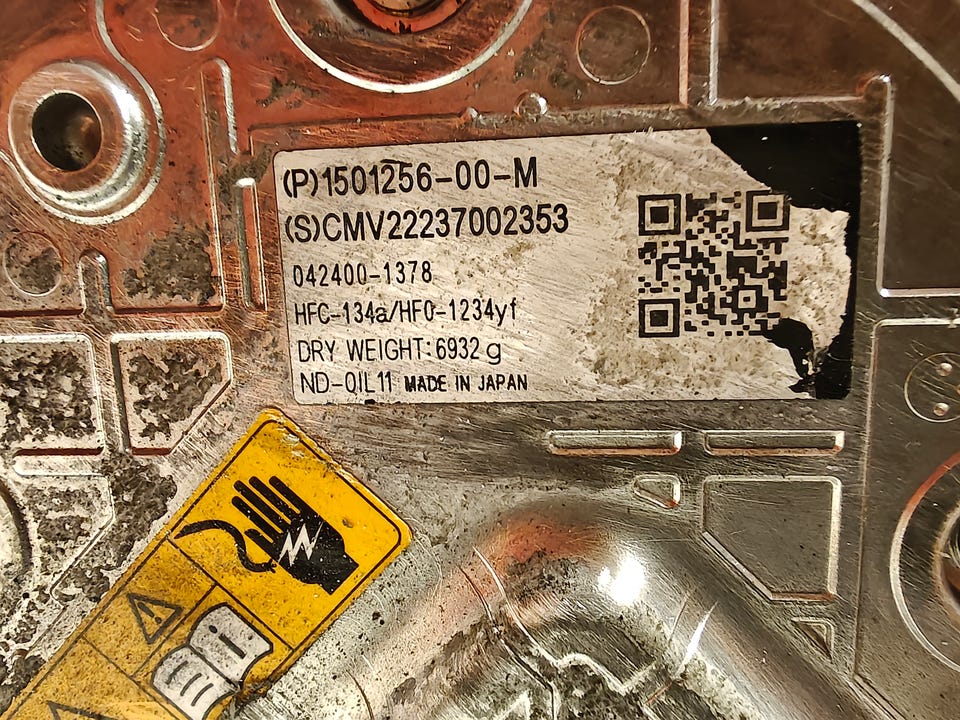 (P)1501256-00-M
(S)CMV22237002353
042400-1378
HFC-134a/HFO-1234yf
DRY WEIGHT:6932 g
ND-OIL11 MADE IN JAPAN